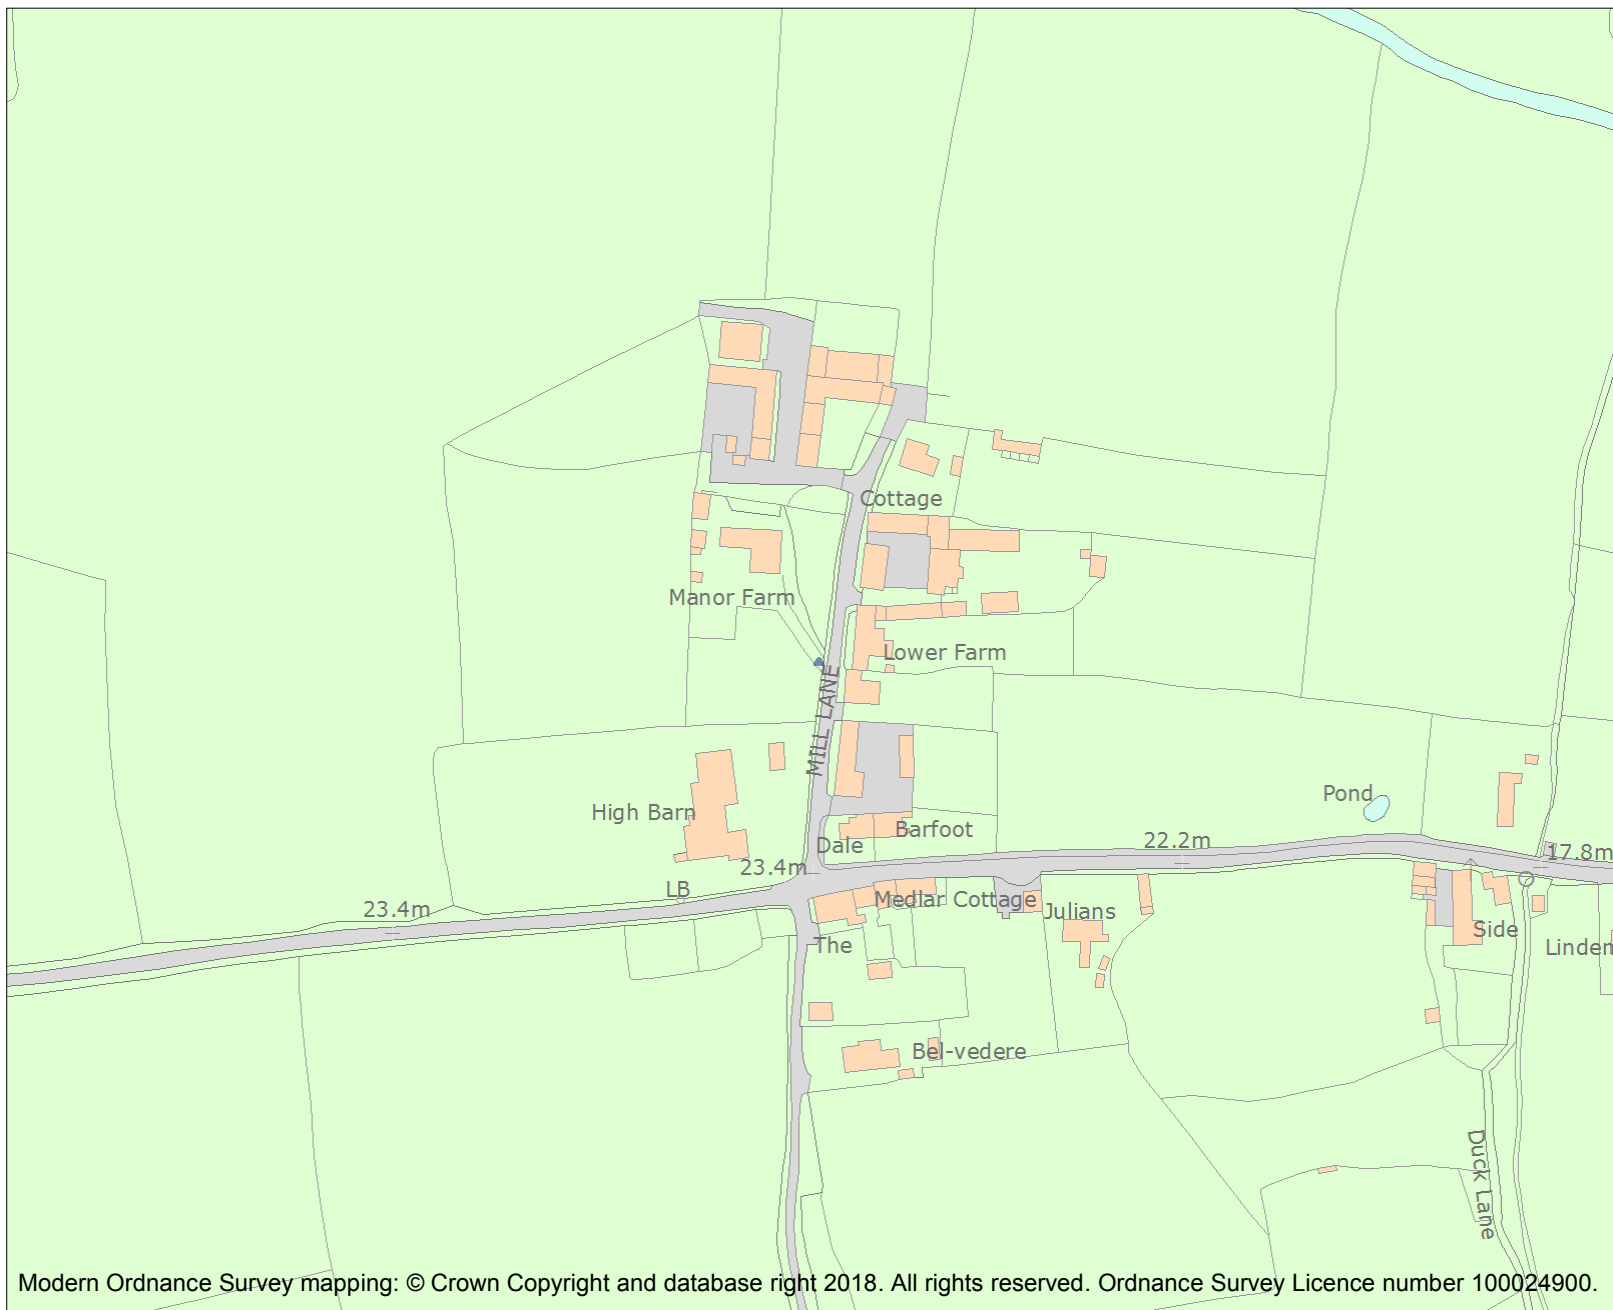 Cottage
Manor Farm
Lower Farm
MILL LANE
Pond
High Barn
Barfoot
Dale
22.2m
17.8m
23.4m
LB
Medlar Cottage
23.4m
Julians
Side
The
Linden
Bel-vedere
Duck Lane
Modern Ordnance Survey mapping: © Crown Copyright and database right 2018. All rights reserved. Ordnance Survey Licence number 100024900.